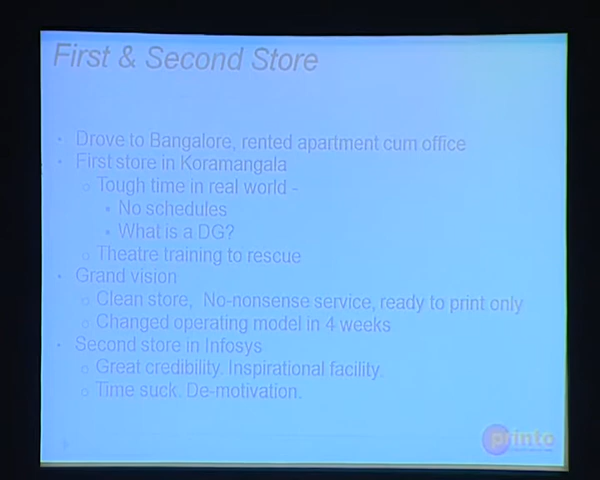 First & Second Store
Drove to Bangalore, rented apartment cum office
First store in Koramangala
Tough time in real world -
No schedules
What is a DG?
Theatre training to rescue
Grand vision
Clean store, No-nonsense service, ready to print only
Changed operating model in 4 weeks
Second store in Infosys
Great credibility. Inspirational facility.
Time suck. De-motivation.
printo